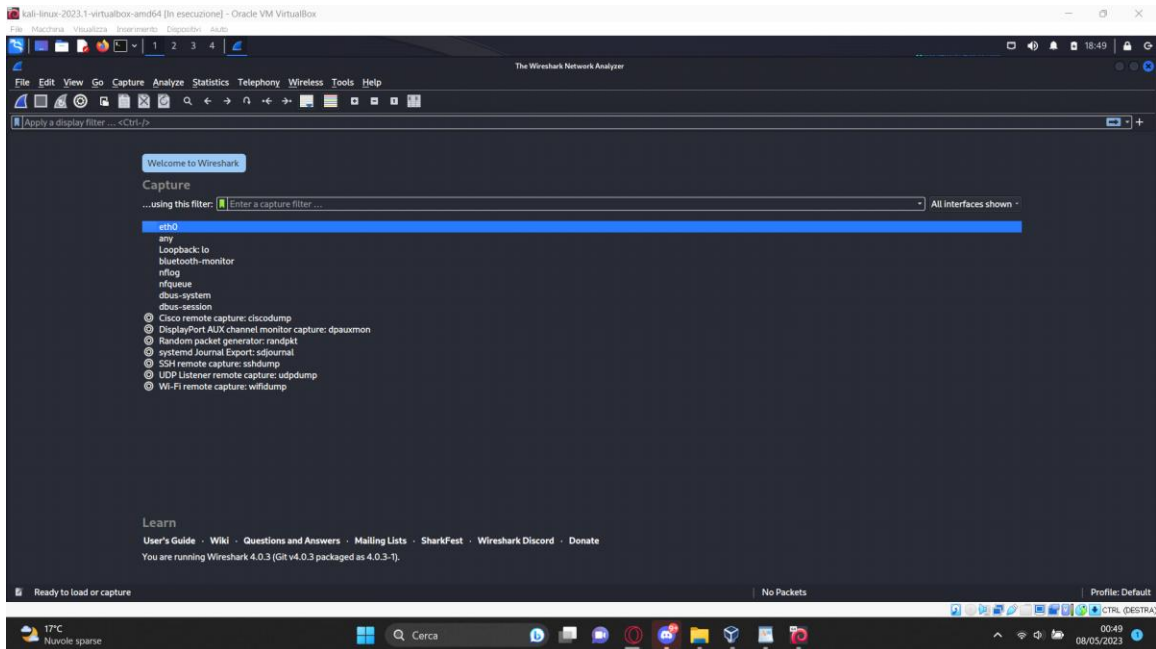 kali-linux-2023.1-virtualbox-amd64 [In esecuzione] - Oracle VM VirtualBox
File Macchina Visualizza Inserimento Dispositivi Aiuto
1 2 3 4 18:49
The Wireshark Network Analyzer
File Edit View Go Capture Analyze Statistics Telephony Wireless Tools Help
Apply a display filter ... <Ctrl-/>
Welcome to Wireshark
Capture
...using this filter: Enter a capture filter ... All interfaces shown
eth0
any
Loopback: lo
bluetooth-monitor
nflog
nfqueue
dbus-system
dbus-session
Cisco remote capture: ciscodump
DisplayPort AUX channel monitor capture: dpauxmon
Random packet generator: randpkt
systemd Journal Export: sdjournal
SSH remote capture: sshdump
UDP Listener remote capture: udpdump
Wi-Fi remote capture: wifidump
Learn
User's Guide · Wiki · Questions and Answers · Mailing Lists · SharkFest · Wireshark Discord · Donate
You are running Wireshark 4.0.3 (Git v4.0.3 packaged as 4.0.3-1).
Ready to load or capture No Packets Profile: Default
CTRL (DESTRA)
17°C
Nuvole sparse
Cerca
00:49
08/05/2023